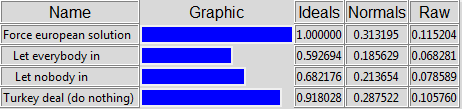 Name Graphic Ideals Normals Raw
Force european solution 1.000000 0.313195 0.115204
Let everybody in 0.592694 0.185629 0.068281
Let nobody in 0.682176 0.213654 0.078589
Turkey deal (do nothing) 0.918028 0.287522 0.105760